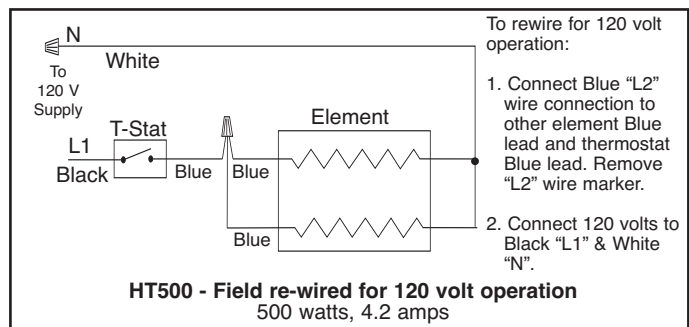 N
White
To
120 V
Supply
T-Stat
L1
Black
Blue
Blue
Blue
Element
To rewire for 120 volt
operation:
1. Connect Blue “L2”
wire connection to
other element Blue
lead and thermostat
Blue lead. Remove
“L2” wire marker.
2. Connect 120 volts to
Black “L1” & White
“N”.
HT500 - Field re-wired for 120 volt operation
500 watts, 4.2 amps